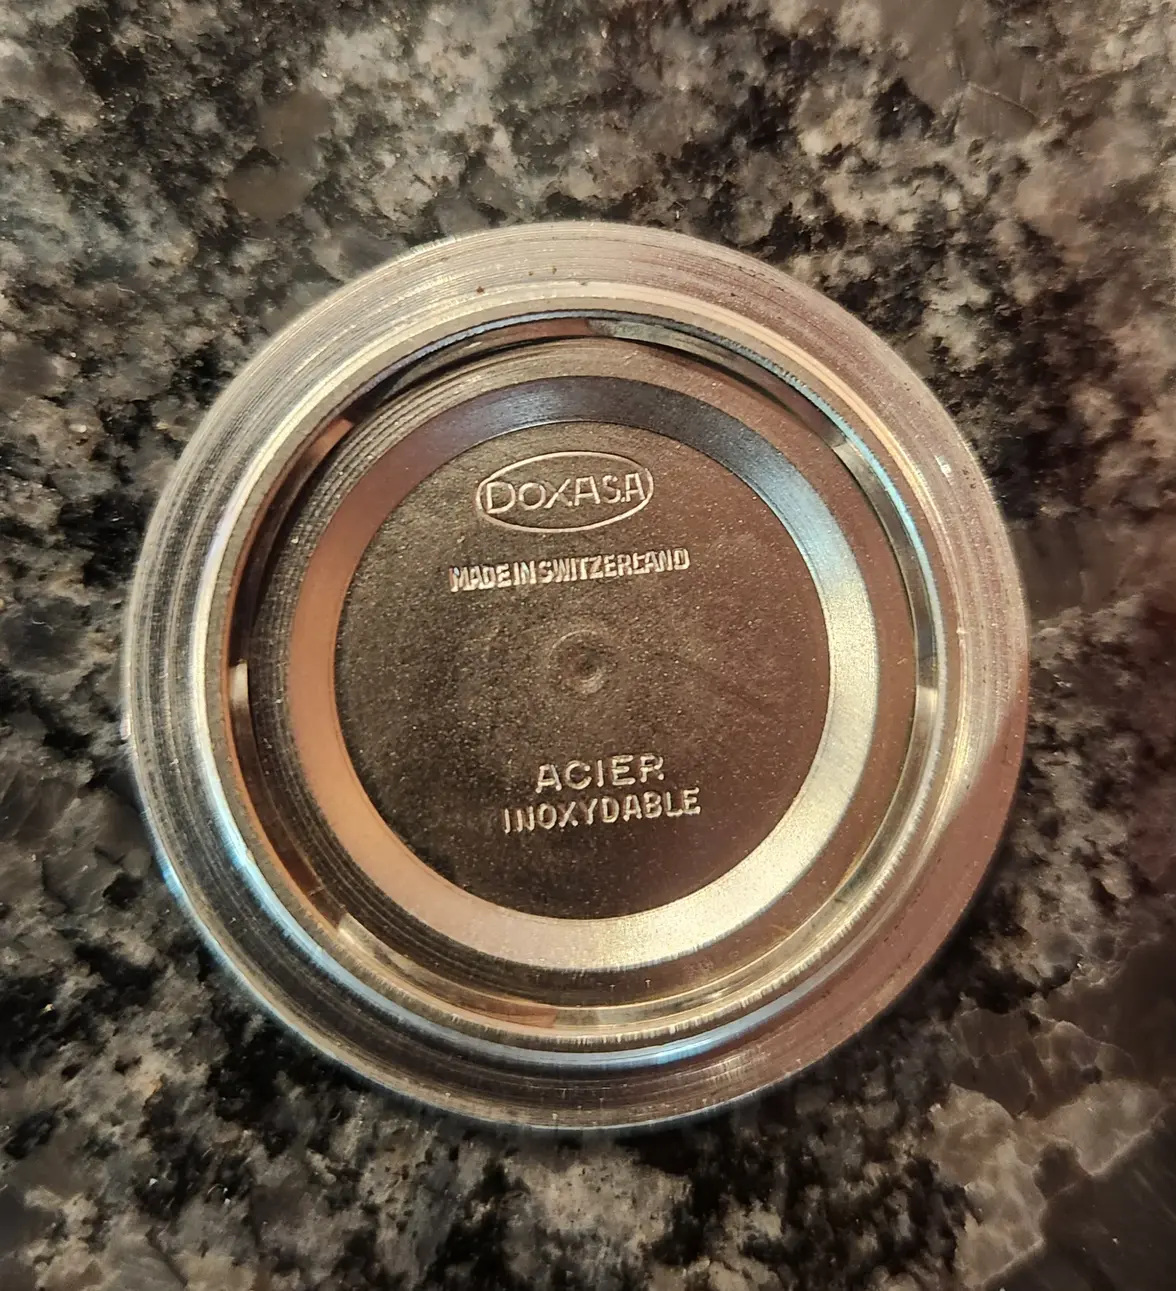 DOXA S.A
MADE IN SWITZERLAND
ACIER
INOXYDABLE